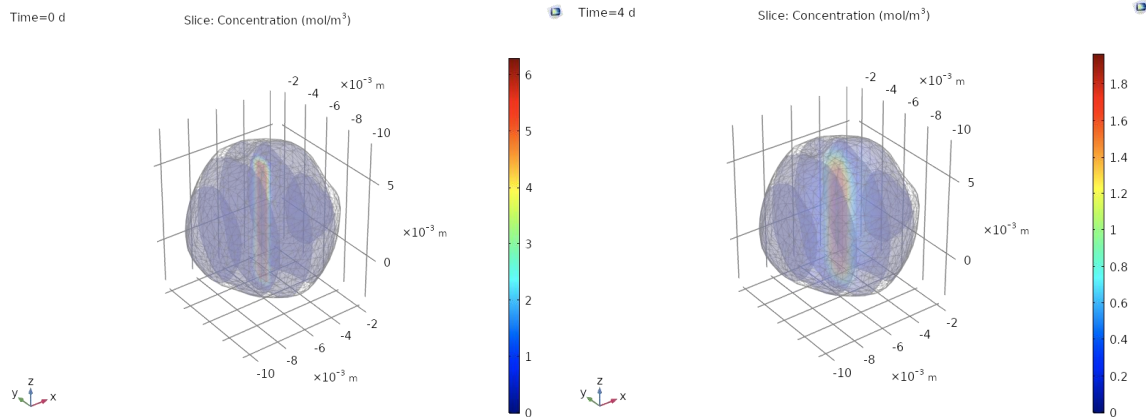 Time=0 d
Slice: Concentration (mol/m³)
×10⁻³ m
-2
-4
-6
-8
-10
5
×10⁻³ m
0
-2
-4
-6
-8
-10
×10⁻³ m
6
5
4
3
2
1
0
z
y
x
Time=4 d
Slice: Concentration (mol/m³)
×10⁻³ m
-2
-4
-6
-8
-10
5
×10⁻³ m
0
-2
-4
-6
-8
-10
×10⁻³ m
1.8
1.6
1.4
1.2
1
0.8
0.6
0.4
0.2
0
z
y
x